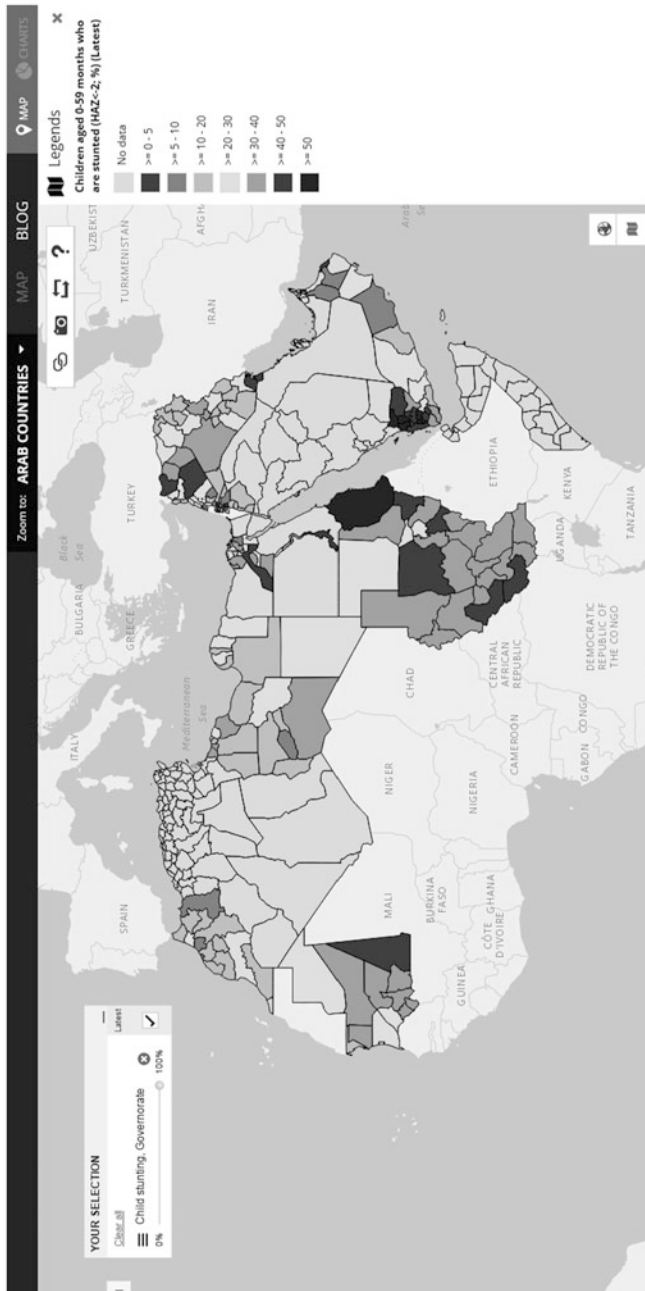 Zoom to: ARAB COUNTRIES
MAP
BLOG
MAP
CHARTS
YOUR SELECTION
Clear all
Latest
Child stunting, Governorate
0%
100%
?
Legends
×
Children aged 0-59 months who
are stunted (HAZ<-2; %) (Latest)
No data
>= 0 - 5
>= 5 - 10
>= 10 - 20
>= 20 - 30
>= 30 - 40
>= 40 - 50
>= 50
ITALY
BULGARIA
Black
Sea
UZBEKIST
TURKMENISTAN
SPAIN
GREECE
TURKEY
AFGHA
Mediterranean
Sea
IRAN
Arab
Se
MALI
NIGER
CHAD
BURKINA
FASO
NIGERIA
ETHIOPIA
GUINEA
CÔTE
D'IVOIRE
GHANA
CENTRAL
AFRICAN
REPUBLIC
CAMEROON
UGANDA
KENYA
GABON
CONGO
DEMOCRATIC
REPUBLIC OF
THE CONGO
TANZANIA